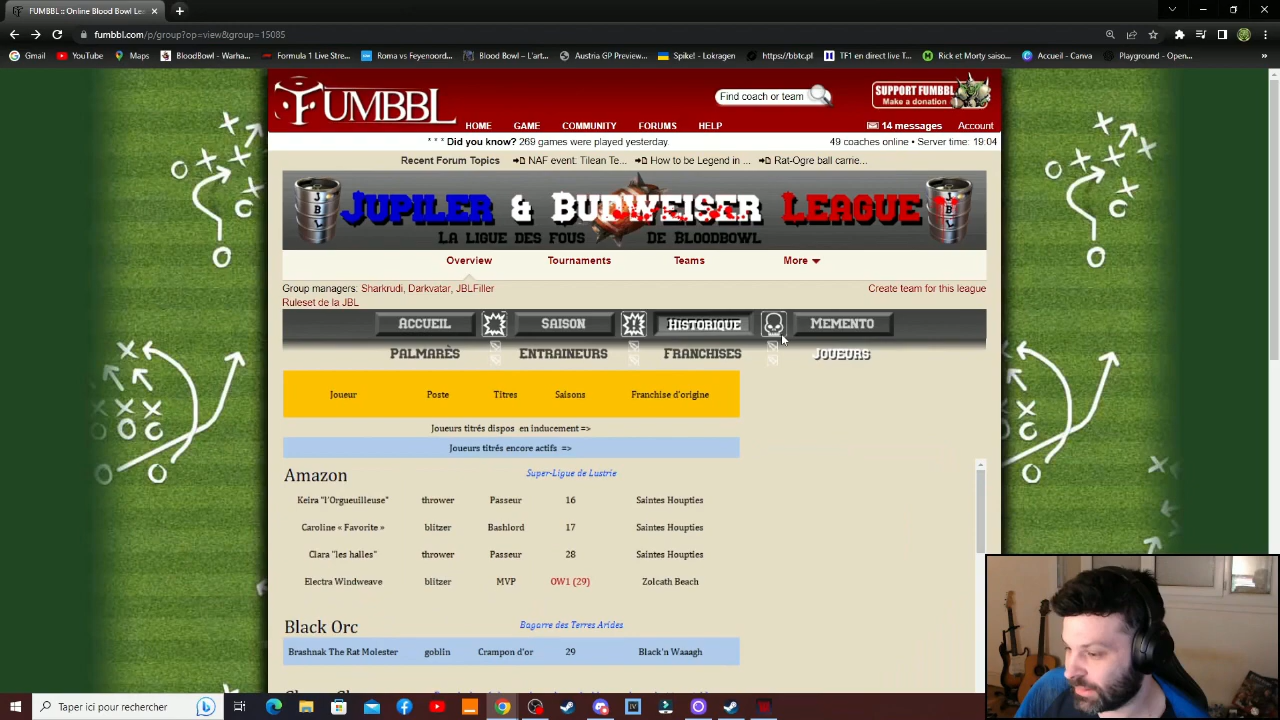 FUMBBL :: Online Blood Bowl Lea
fumbbl.com/p/group?op=view&group=15085
Gmail
YouTube
Maps
BloodBowl - Warha...
Formula 1 Live Stre...
Roma vs Feyenoord...
Blood Bowl - L'art...
Austria GP Preview...
Spike! - Lokragen
https//bbtc.pl
TF1 en direct live T...
Rick et Morty saiso...
Accueil - Canva
Playground - Open...
FUMBBL
Find coach or team
SUPPORT FUMBBL
Make a donation
HOME GAME COMMUNITY FORUMS HELP
14 messages Account
* * * Did you know? 269 games were played yesterday.
49 coaches online • Server time: 19:04
Recent Forum Topics NAF event: Tilean Te... How to be Legend in ... Rat-Ogre ball carrie...
JUPILER & BUDWEISER LEAGUE
LA LIGUE DES FOUS DE BLOODBOWL
JBL
JBL
Overview Tournaments Teams More
Group managers: Sharkrudi, Darkvatar, JBLFiller
Create team for this league
Ruleset de la JBL
ACCUEIL SAISON HISTORIQUE MEMENTO
PALMARÈS ENTRAINEURS FRANCHISES JOUEURS
Joueur Poste Titres Saisons Franchise d'origine
Joueurs titrés dispos en inducement =>
Joueurs titrés encore actifs =>
Amazon Super-Ligue de Lustrie
Keira "l'Orgueuilleuse" thrower Passeur 16 Saintes Houpties
Caroline « Favorite » blitzer Bashlord 17 Saintes Houpties
Clara "les halles" thrower Passeur 28 Saintes Houpties
Electra Windweave blitzer MVP OW1 (29) Zolcath Beach
Black Orc Bagarre des Terres Arides
Brashnak The Rat Molester goblin Crampon d'or 29 Black'n Waaagh
Taper ici pour rechercher